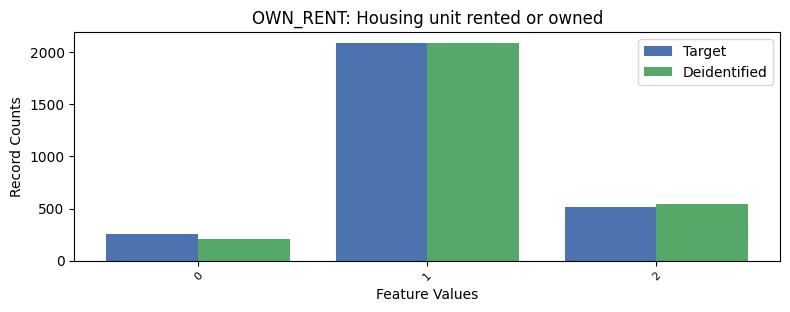 OWN_RENT: Housing unit rented or owned
Target
Deidentified
Record Counts
2000
1500
1000
500
0
0
1
2
Feature Values